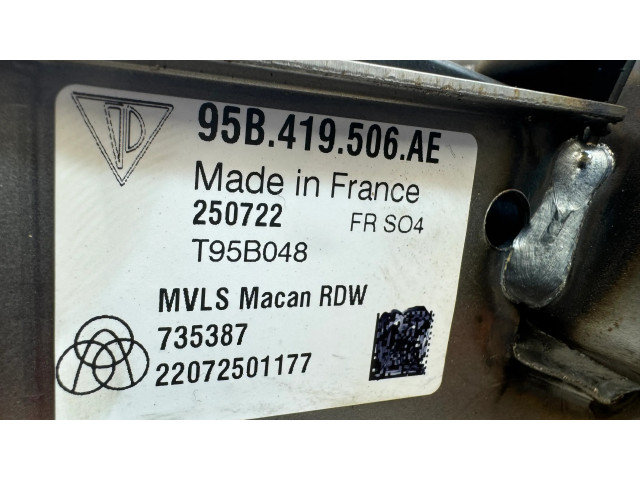 95B.419.506.AE
Made in France
250722 FR SO4
T95B048
MVLS Macan RDW
735387
22072501177